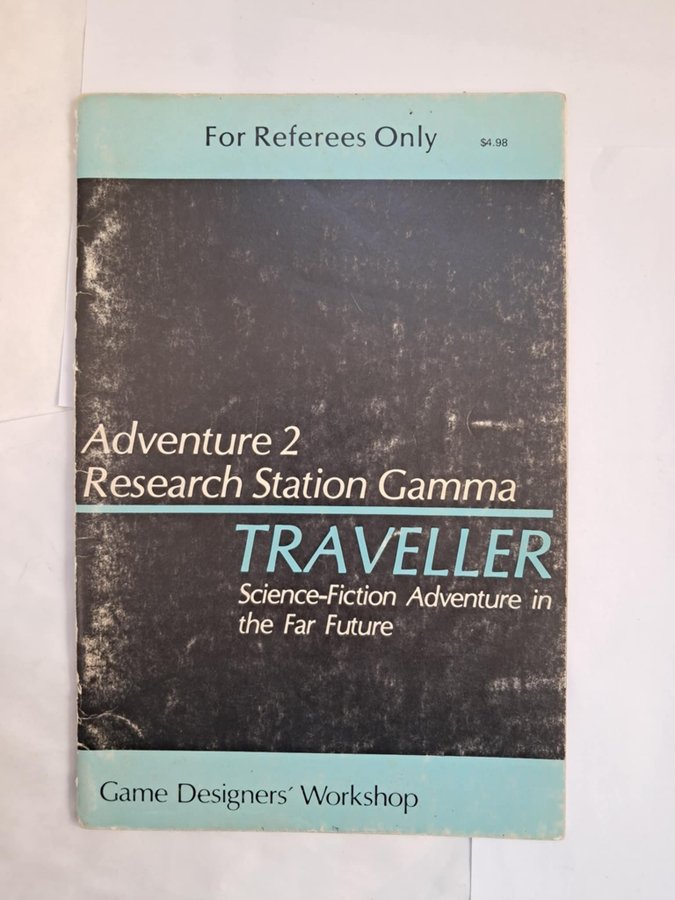 For Referees Only $4.98
Adventure 2
Research Station Gamma
TRAVELLER
Science-Fiction Adventure in
the Far Future
Game Designers´ Workshop